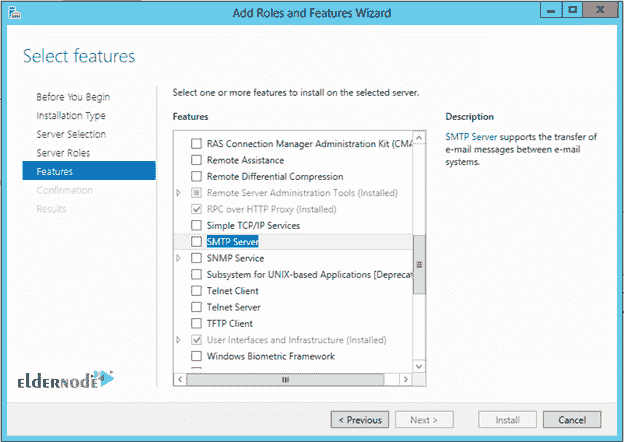 Add Roles and Features Wizard
Select features
Before You Begin
Installation Type
Server Selection
Server Roles
Features
Confirmation
Results
Select one or more features to install on the selected server.
Features
RAS Connection Manager Administration Kit (CMA
Remote Assistance
Remote Differential Compression
Remote Server Administration Tools (Installed)
RPC over HTTP Proxy (Installed)
Simple TCP/IP Services
SMTP Server
SNMP Service
Subsystem for UNIX-based Applications [Deprecat
Telnet Client
Telnet Server
TFTP Client
User Interfaces and Infrastructure (Installed)
Windows Biometric Framework
Description
SMTP Server supports the transfer of
e-mail messages between e-mail
systems.
eldernode
< Previous
Next >
Install
Cancel